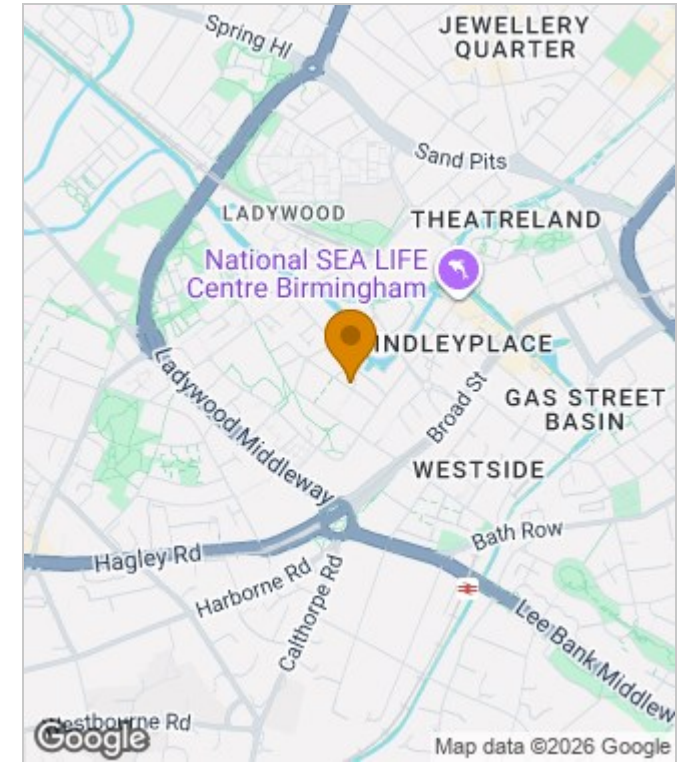 JEWELLERY
QUARTER
Spring Hl
Sand Pits
LADYWOOD
THEATRELAND
National SEA LIFE
Centre Birmingham
INDLEYPLACE
Broad St
GAS STREET
BASIN
Ladywood Middleway
WESTSIDE
Bath Row
Hagley Rd
Harborne Rd
Calthorpe Rd
Lee Bank Middlew
Westbourne Rd
Google
Map data ©2026 Google